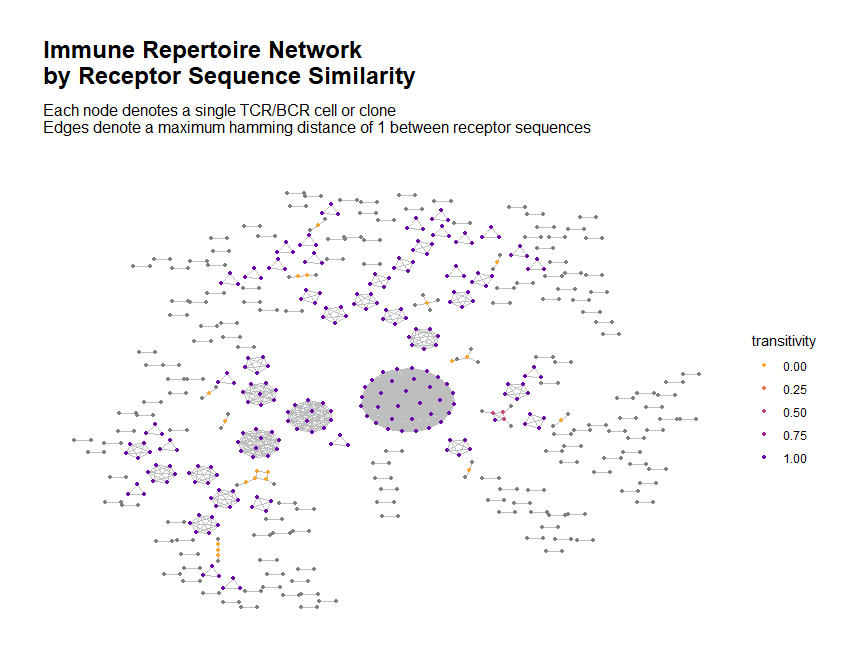 Immune Repertoire Network
by Receptor Sequence Similarity
Each node denotes a single TCR/BCR cell or clone
Edges denote a maximum hamming distance of 1 between receptor sequences
transitivity
0.00
0.25
0.50
0.75
1.00